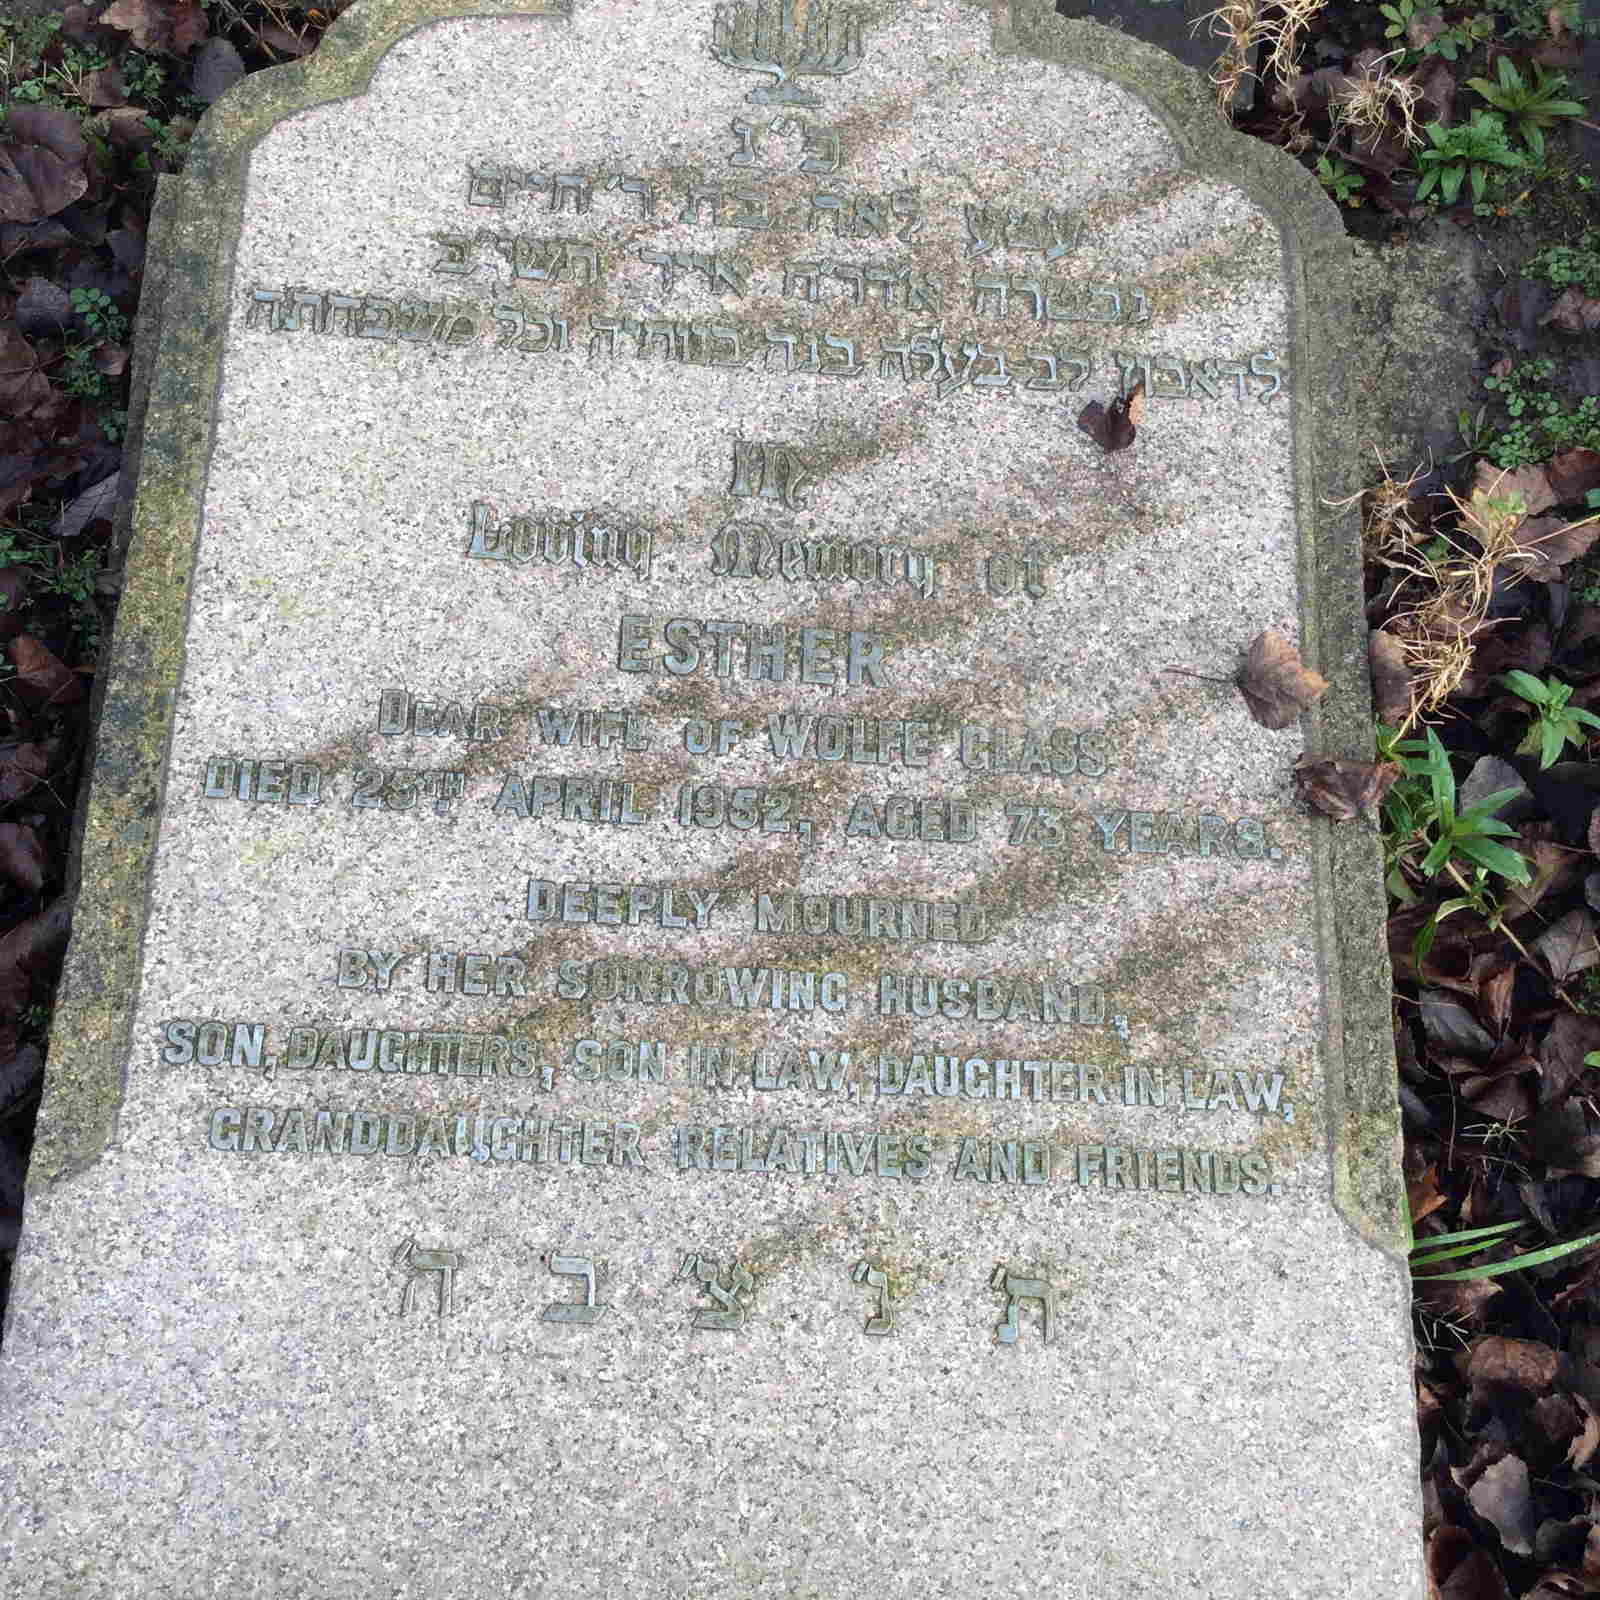 פ״נ
עטע לאה בת ר׳ חיים
נפטרה א׳דר״ח אייר תשי״ב
לדאבון לב בעלה בנה בנותיה וכל משפחתה
In
Loving Memory of
ESTHER
DEAR WIFE OF WOLFE GLASS
DIED 25TH APRIL 1952, AGED 73 YEARS.
DEEPLY MOURNED
BY HER SORROWING HUSBAND,
SON, DAUGHTERS, SON IN LAW, DAUGHTER IN LAW,
GRANDDAUGHTER RELATIVES AND FRIENDS.
ת׳ נ׳ צ׳ ב׳ ה׳